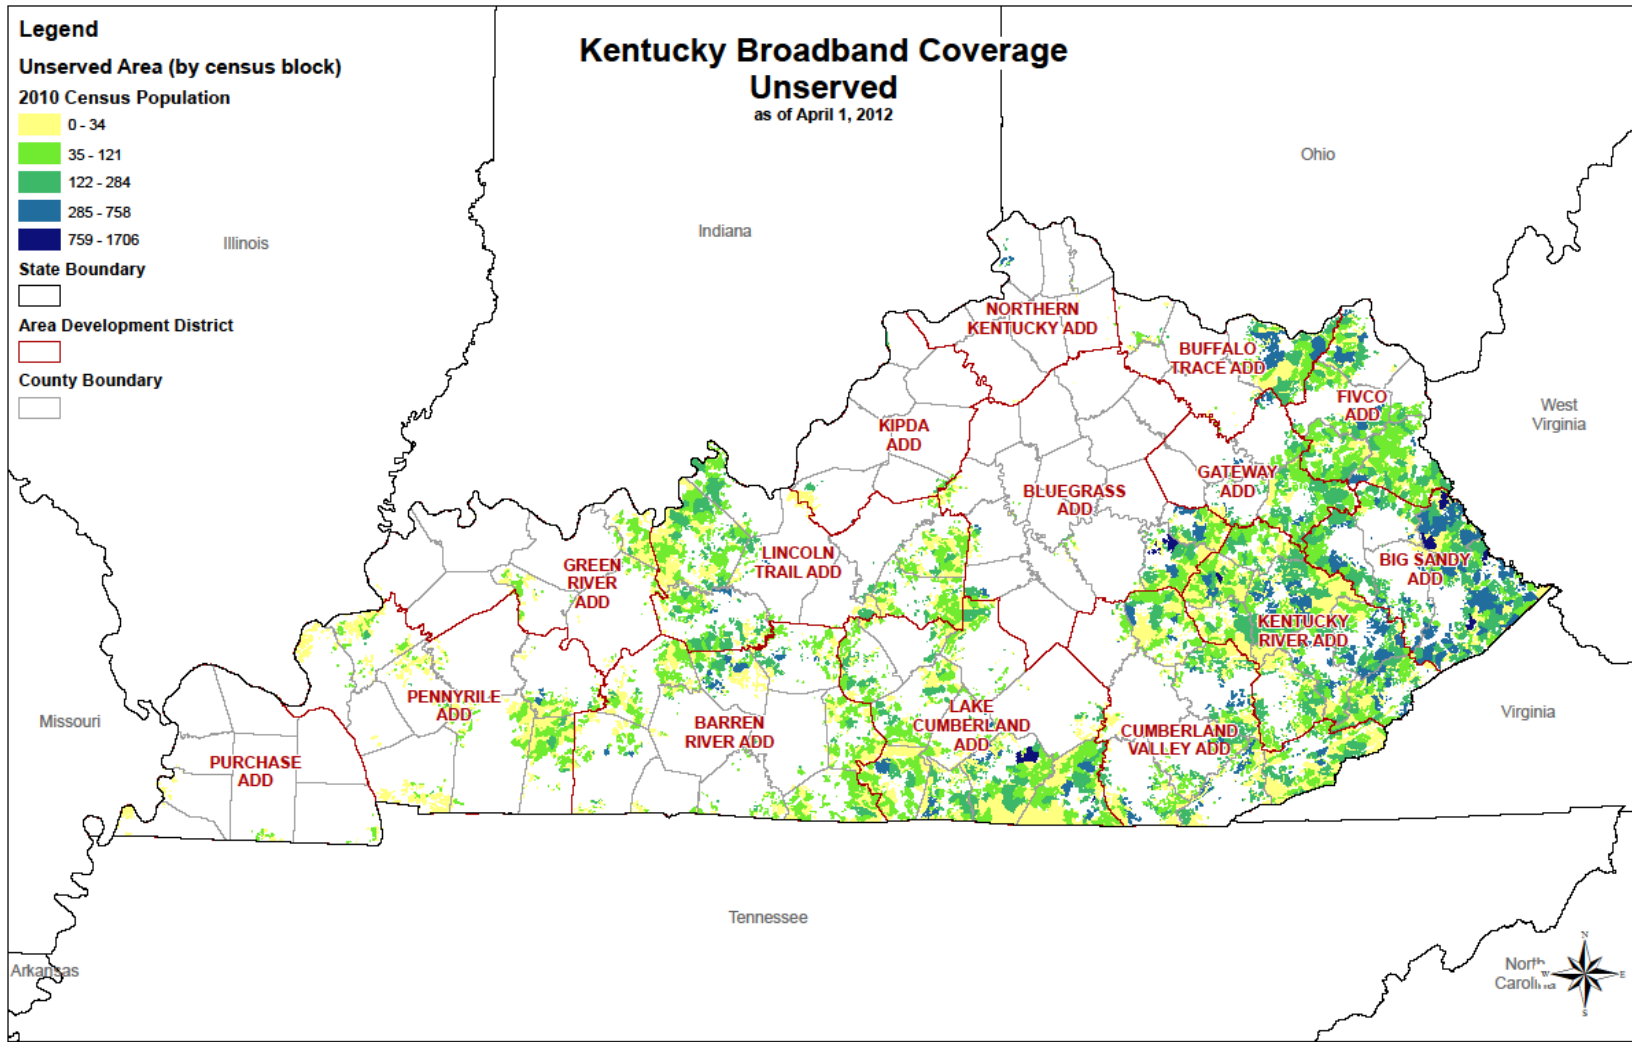 Legend
Unserved Area (by census block)
2010 Census Population
0 - 34
35 - 121
122 - 284
285 - 758
759 - 1706
State Boundary
Area Development District
County Boundary
Kentucky Broadband Coverage
Unserved
as of April 1, 2012
Ohio
Indiana
Illinois
West
Virginia
Virginia
Missouri
Tennessee
Arkansas
North
Carolina
NORTHERN
KENTUCKY ADD
BUFFALO
TRACE ADD
FIVCO
ADD
KIPDA
ADD
GATEWAY
ADD
BLUEGRASS
ADD
LINCOLN
TRAIL ADD
GREEN
RIVER
ADD
BIG SANDY
ADD
KENTUCKY
RIVER ADD
PENNYRILE
ADD
BARREN
RIVER ADD
LAKE
CUMBERLAND
ADD
CUMBERLAND
VALLEY ADD
PURCHASE
ADD
N
W
E
S